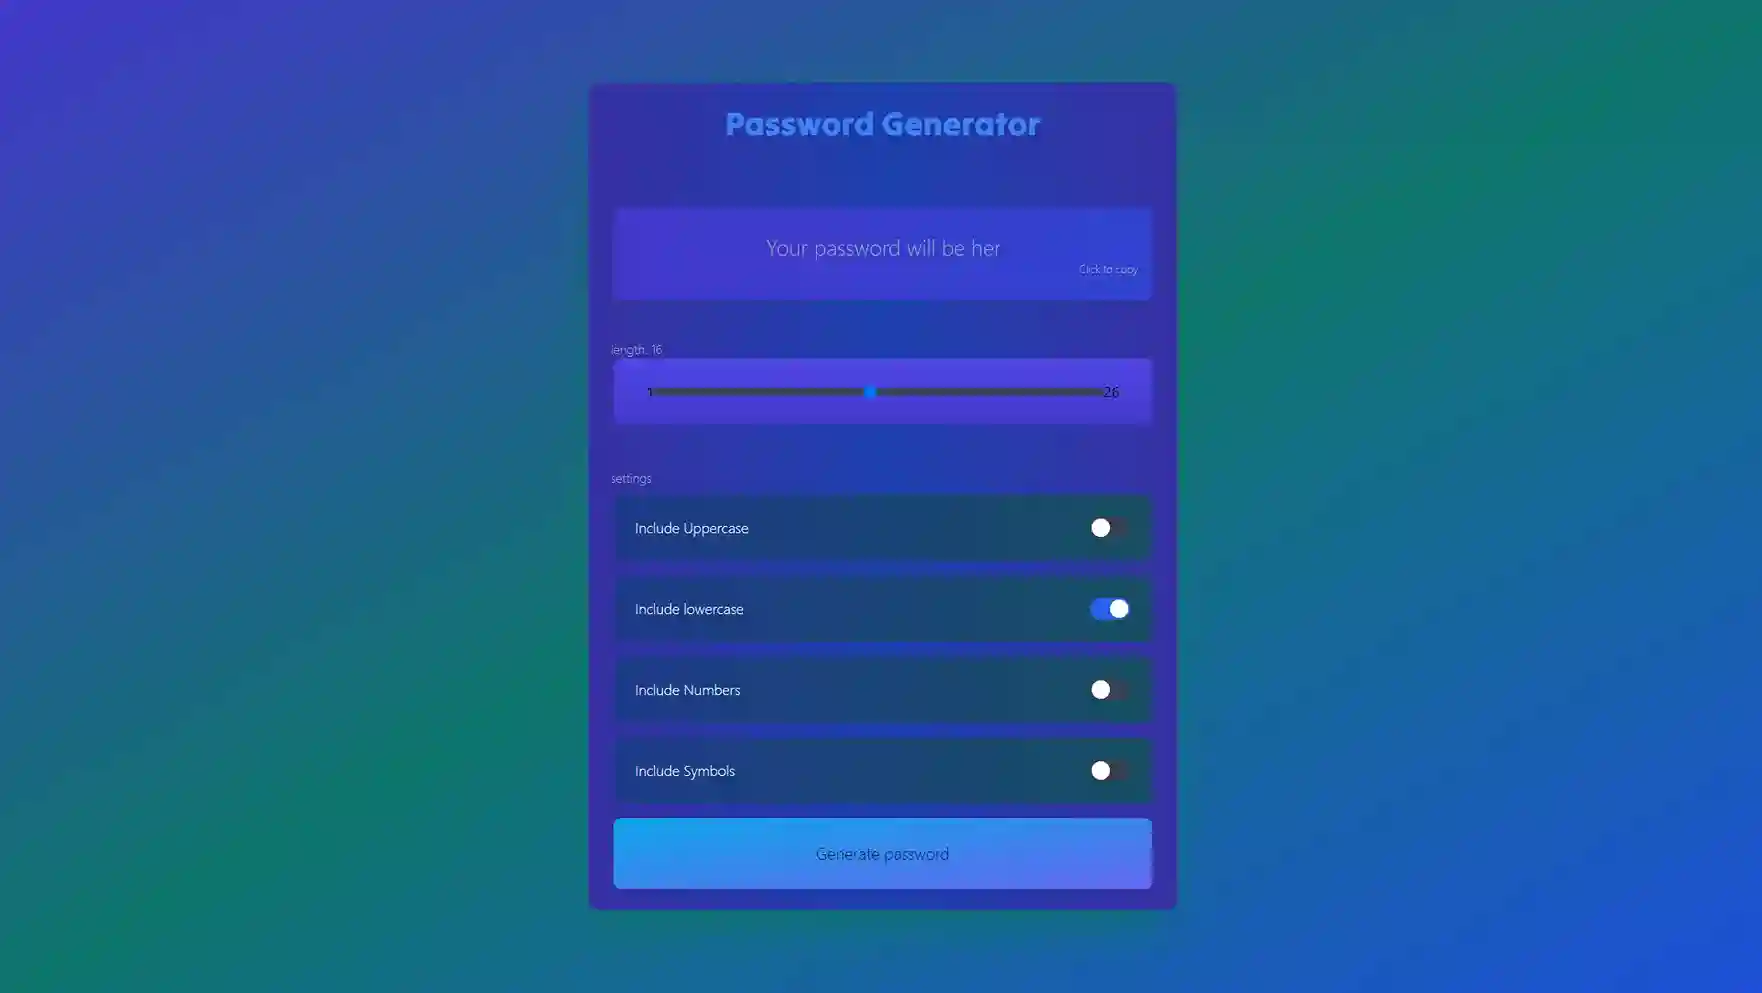 Password Generator
Your password will be her
Click to copy
length: 16
1
26
settings
Include Uppercase
Include lowercase
Include Numbers
Include Symbols
Generate password